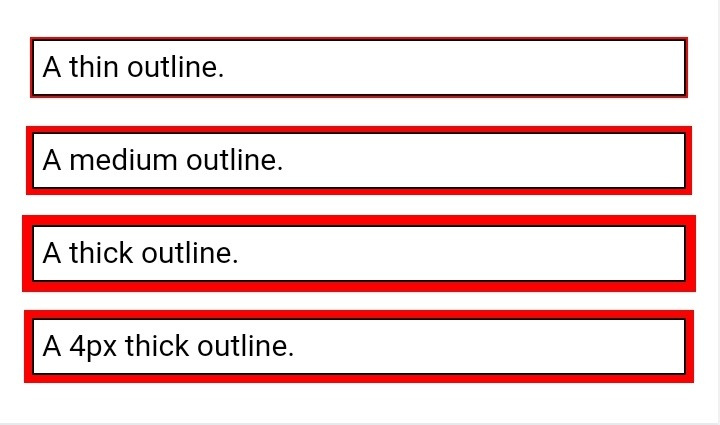 A thin outline.
A medium outline.
A thick outline.
A 4px thick outline.